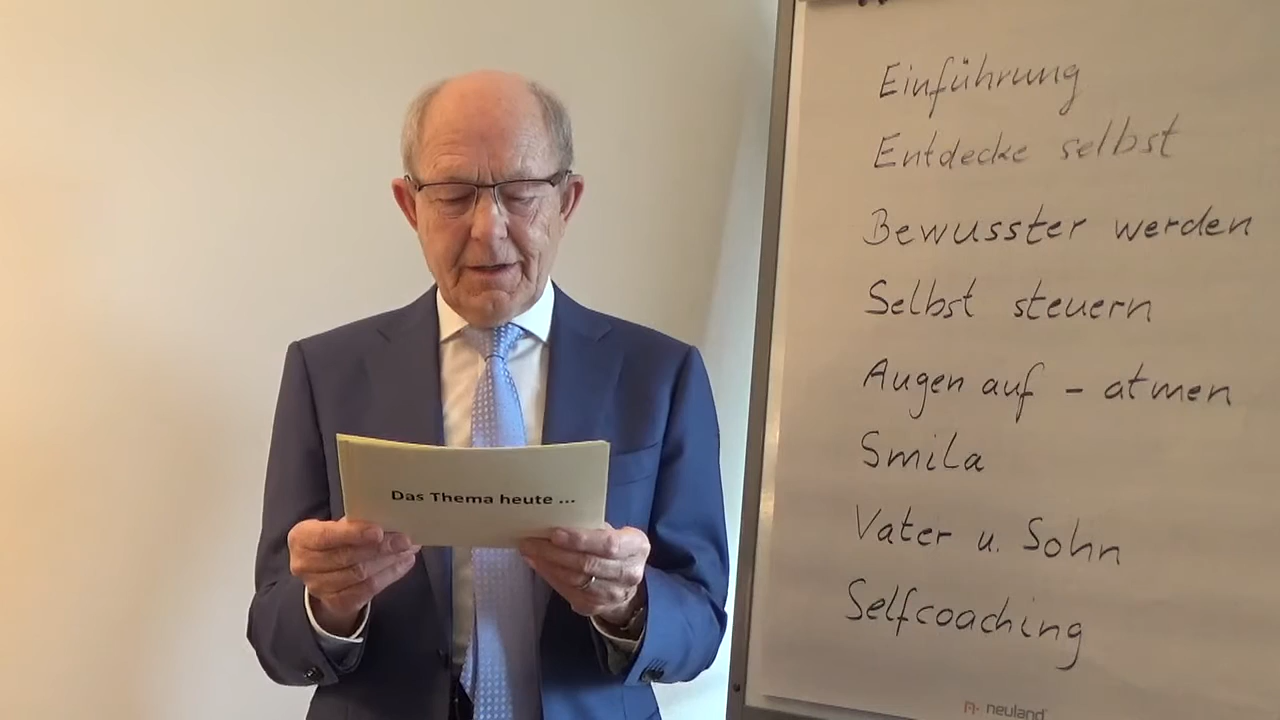 Einführung
Entdecke selbst
Bewusster werden
Selbst steuern
Augen auf - atmen
Smila
Vater u. Sohn
Selfcoaching
neuland
Das Thema heute ...